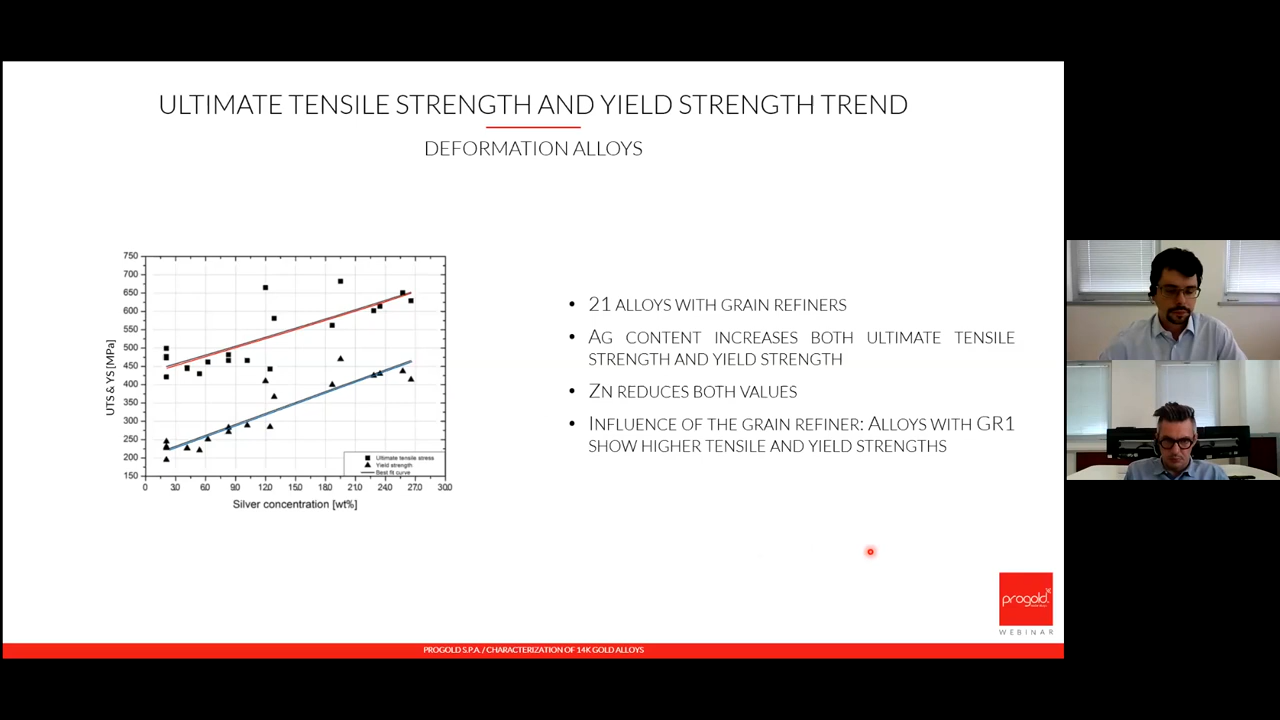 ULTIMATE TENSILE STRENGTH AND YIELD STRENGTH TREND
DEFORMATION ALLOYS
750
700
650
600
550
500
450
400
350
300
250
200
150
UTS & YS [MPa]
0 30 60 90 120 150 180 210 240 270 300
Silver concentration [wt%]
Ultimate tensile stress
Yield strength
Best fit curve
• 21 ALLOYS WITH GRAIN REFINERS
• AG CONTENT INCREASES BOTH ULTIMATE TENSILE
STRENGTH AND YIELD STRENGTH
• ZN REDUCES BOTH VALUES
• INFLUENCE OF THE GRAIN REFINER: ALLOYS WITH GR1
SHOW HIGHER TENSILE AND YIELD STRENGTHS
progold
WEBINAR
PROGOLD S.P.A. / CHARACTERIZATION OF 14K GOLD ALLOYS